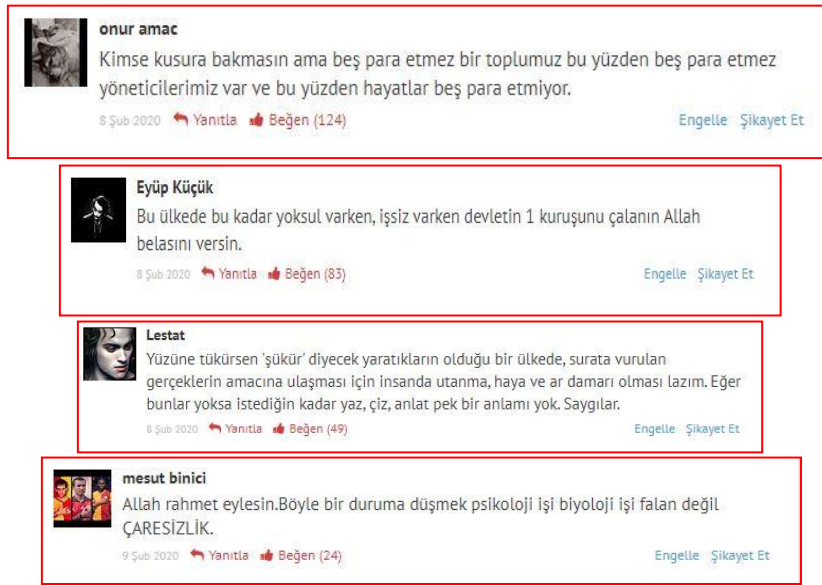 onur amac
Kimse kusura bakmasın ama beş para etmez bir toplumuz bu yüzden beş para etmez
yöneticilerimiz var ve bu yüzden hayatlar beş para etmiyor.
8 Şub 2020 Yanıtla Beğen (124) Engelle Şikayet Et
Eyüp Küçük
Bu ülkede bu kadar yoksul varken, işsiz varken devletin 1 kuruşunu çalanın Allah
belasını versin.
8 Şub 2020 Yanıtla Beğen (83) Engelle Şikayet Et
Lestat
Yüzüne tükürsen 'şükür' diyecek yaratıkların olduğu bir ülkede, surata vurulan
gerçeklerin amacına ulaşması için insanda utanma, haya ve ar damarı olması lazım. Eğer
bunlar yoksa istediğin kadar yaz, çiz, anlat pek bir anlamı yok. Saygılar.
8 Şub 2020 Yanıtla Beğen (49) Engelle Şikayet Et
mesut binici
Allah rahmet eylesin.Böyle bir duruma düşmek psikoloji işi biyoloji işi falan değil
ÇARESİZLİK.
9 Şub 2020 Yanıtla Beğen (24) Engelle Şikayet Et